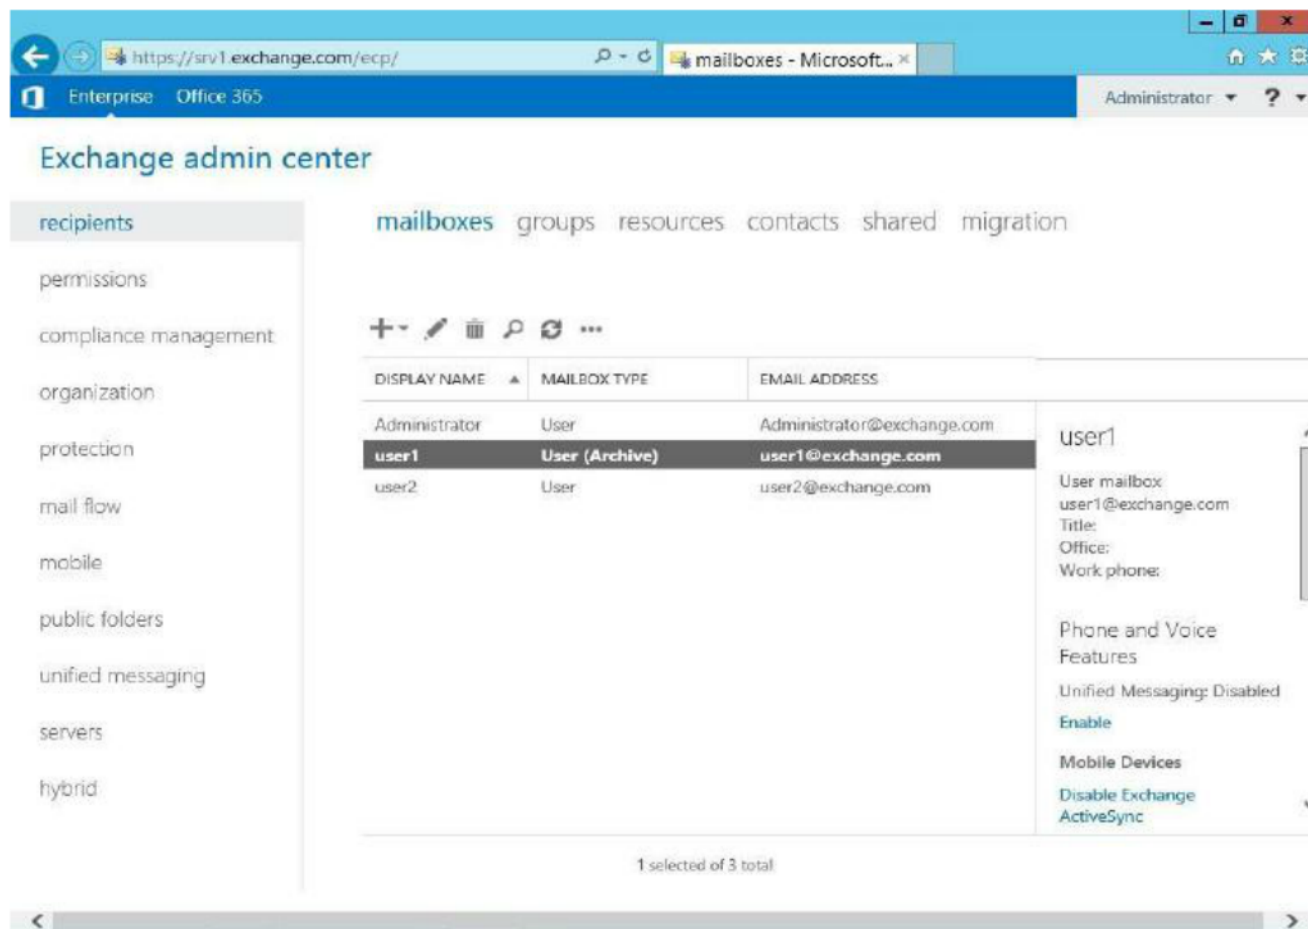 https://srv1.exchange.com/ecp/
mailboxes - Microsoft... ×
Enterprise Office 365
Administrator ?
Exchange admin center
recipients
permissions
compliance management
organization
protection
mail flow
mobile
public folders
unified messaging
servers
hybrid
mailboxes groups resources contacts shared migration
DISPLAY NAME MAILBOX TYPE EMAIL ADDRESS
Administrator User Administrator@exchange.com
user1 User (Archive) user1@exchange.com
user2 User user2@exchange.com
user1
User mailbox
user1@exchange.com
Title:
Office:
Work phone:
Phone and Voice
Features
Unified Messaging: Disabled
Enable
Mobile Devices
Disable Exchange
ActiveSync
1 selected of 3 total